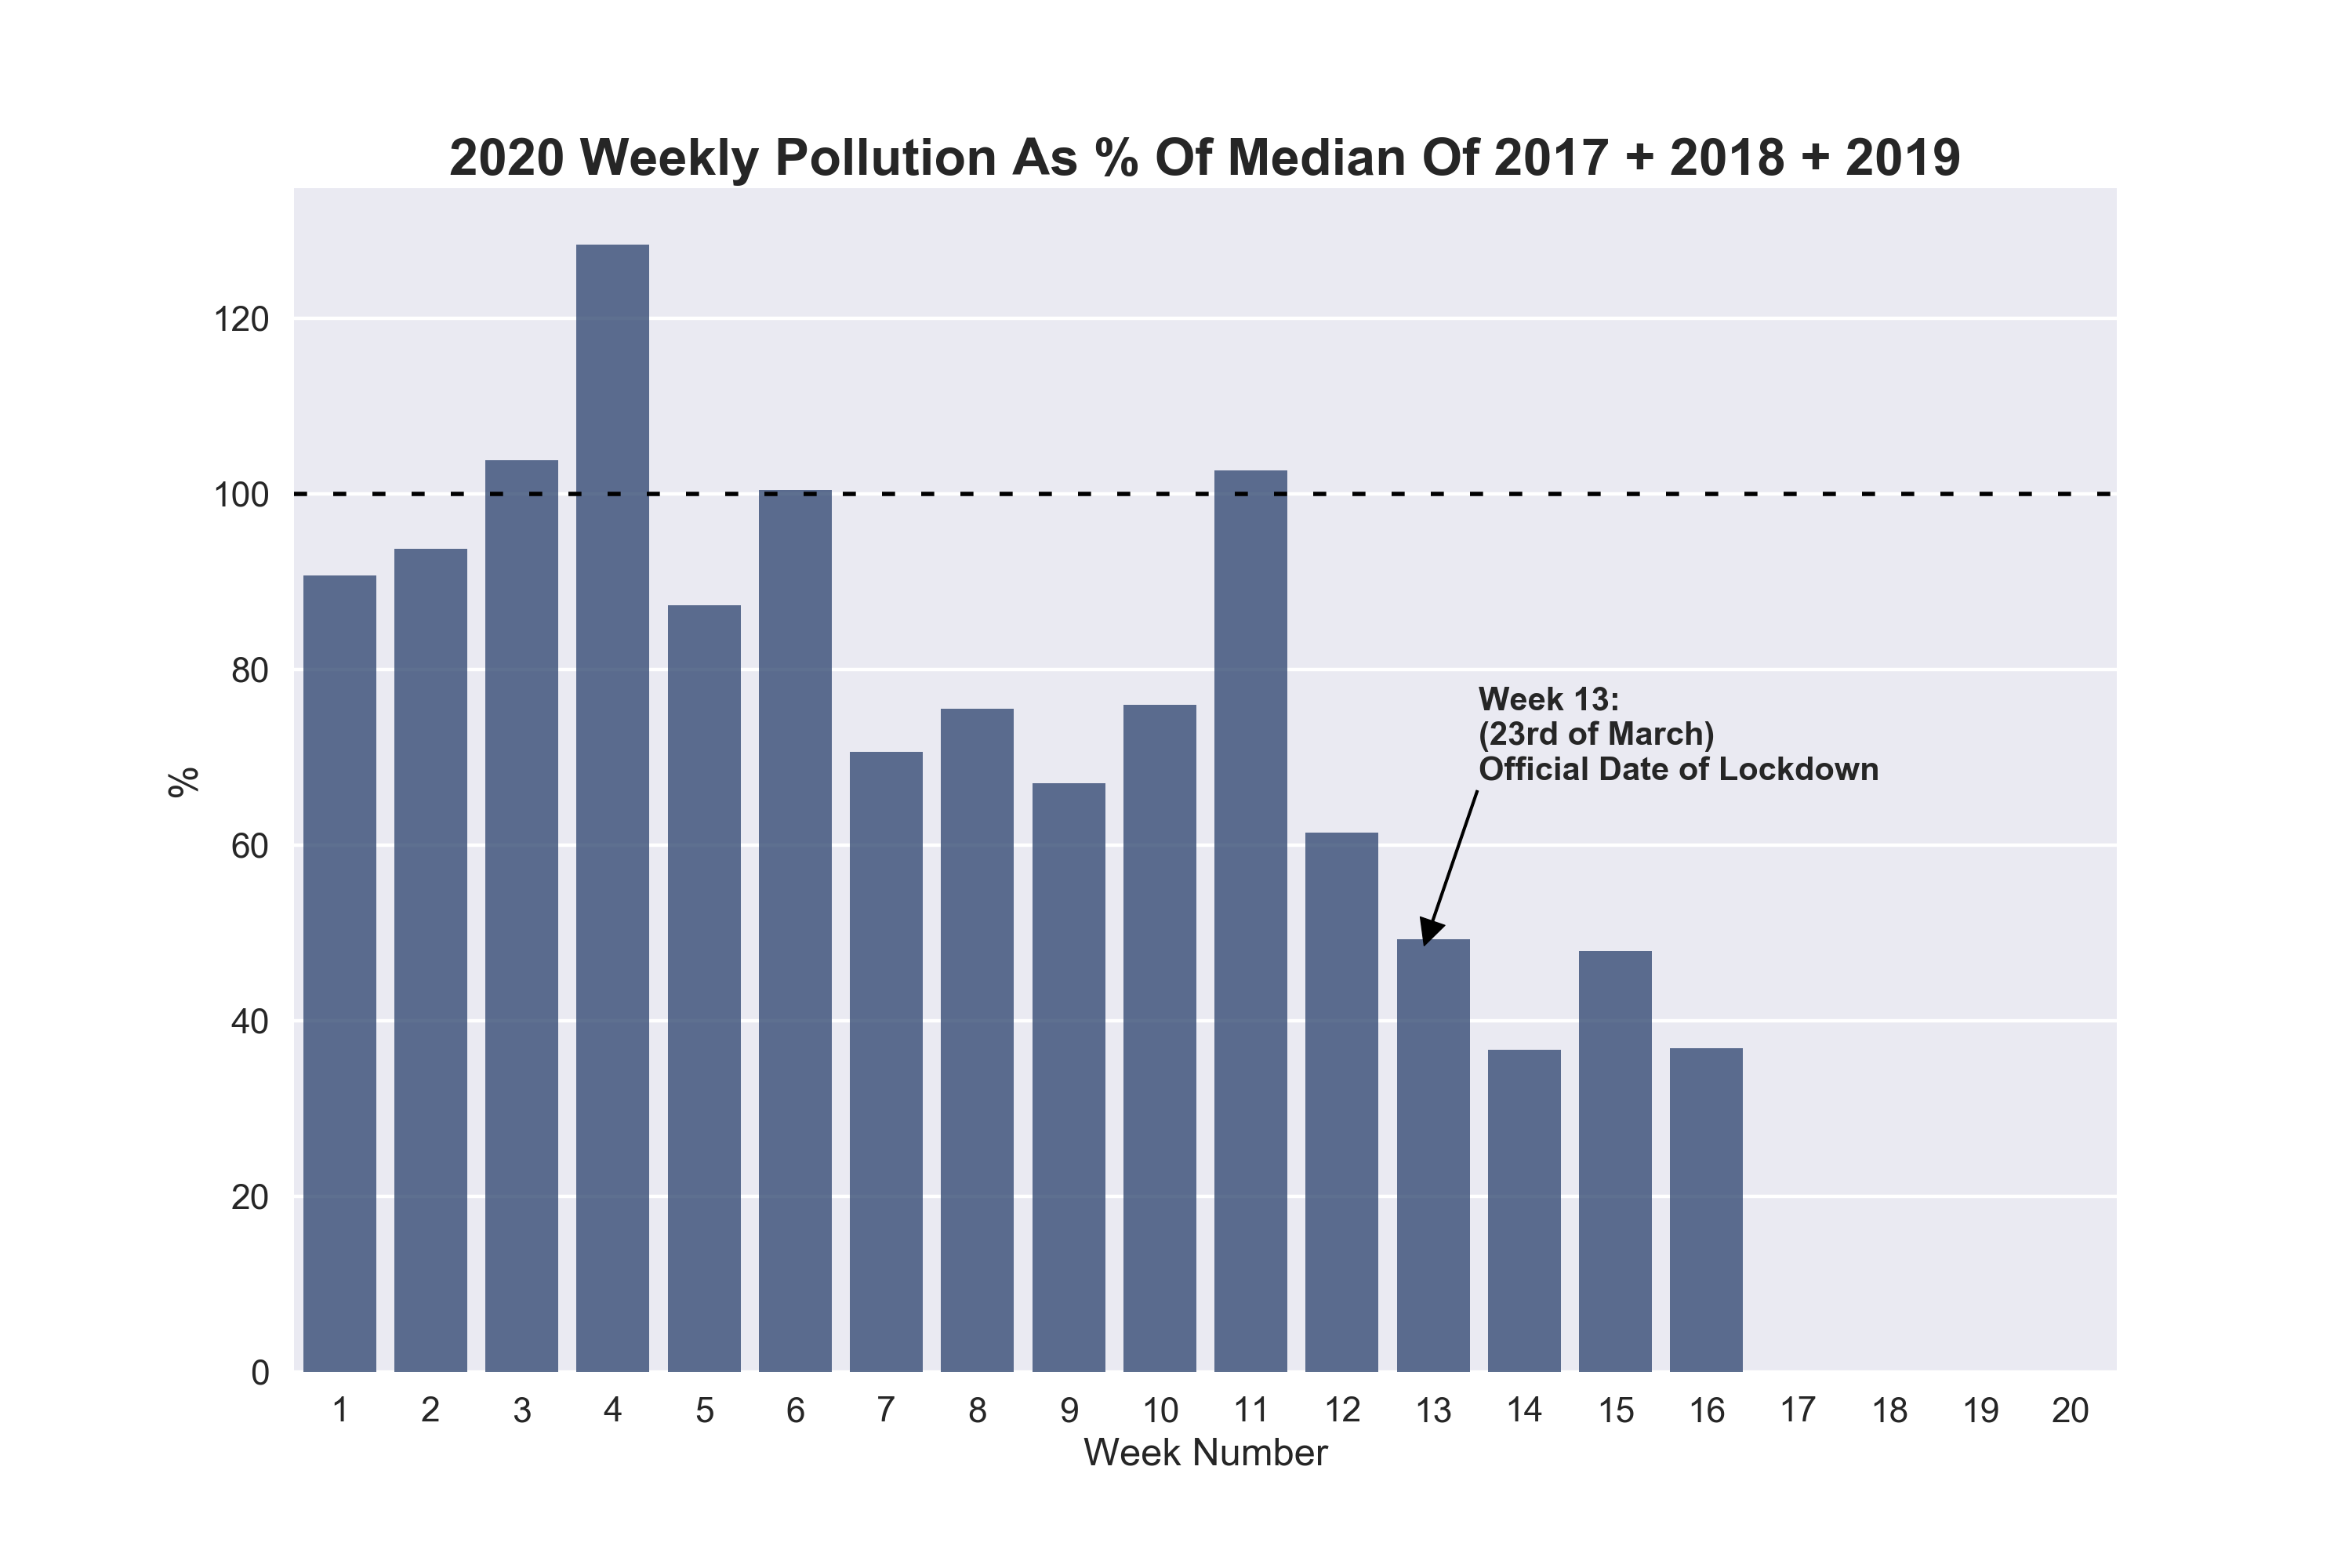 2020 Weekly Pollution As % Of Median Of 2017 + 2018 + 2019
120
100
80
60
40
20
0
%
Week 13:
(23rd of March)
Official Date of Lockdown
1 2 3 4 5 6 7 8 9 10 11 12 13 14 15 16 17 18 19 20
Week Number